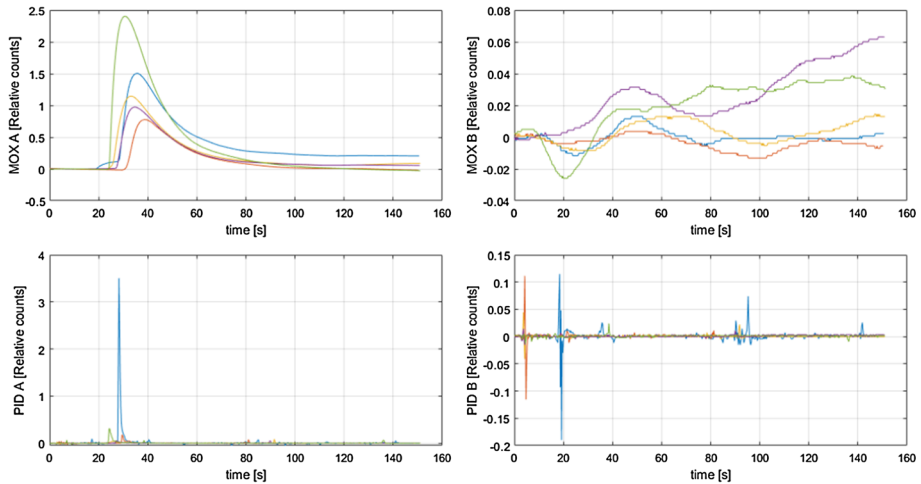 MOX A [Relative counts]
2.5
2
1.5
1
0.5
0
-0.5
0 20 40 60 80 100 120 140 160
time [s]
MOX B [Relative counts]
0.08
0.06
0.04
0.02
0
-0.02
-0.04
0 20 40 60 80 100 120 140 160
time [s]
PID A [Relative counts]
4
3
2
1
0
0 20 40 60 80 100 120 140 160
time [s]
PID B [Relative counts]
0.15
0.1
0.05
0
-0.05
-0.1
-0.15
-0.2
0 20 40 60 80 100 120 140 160
time [s]